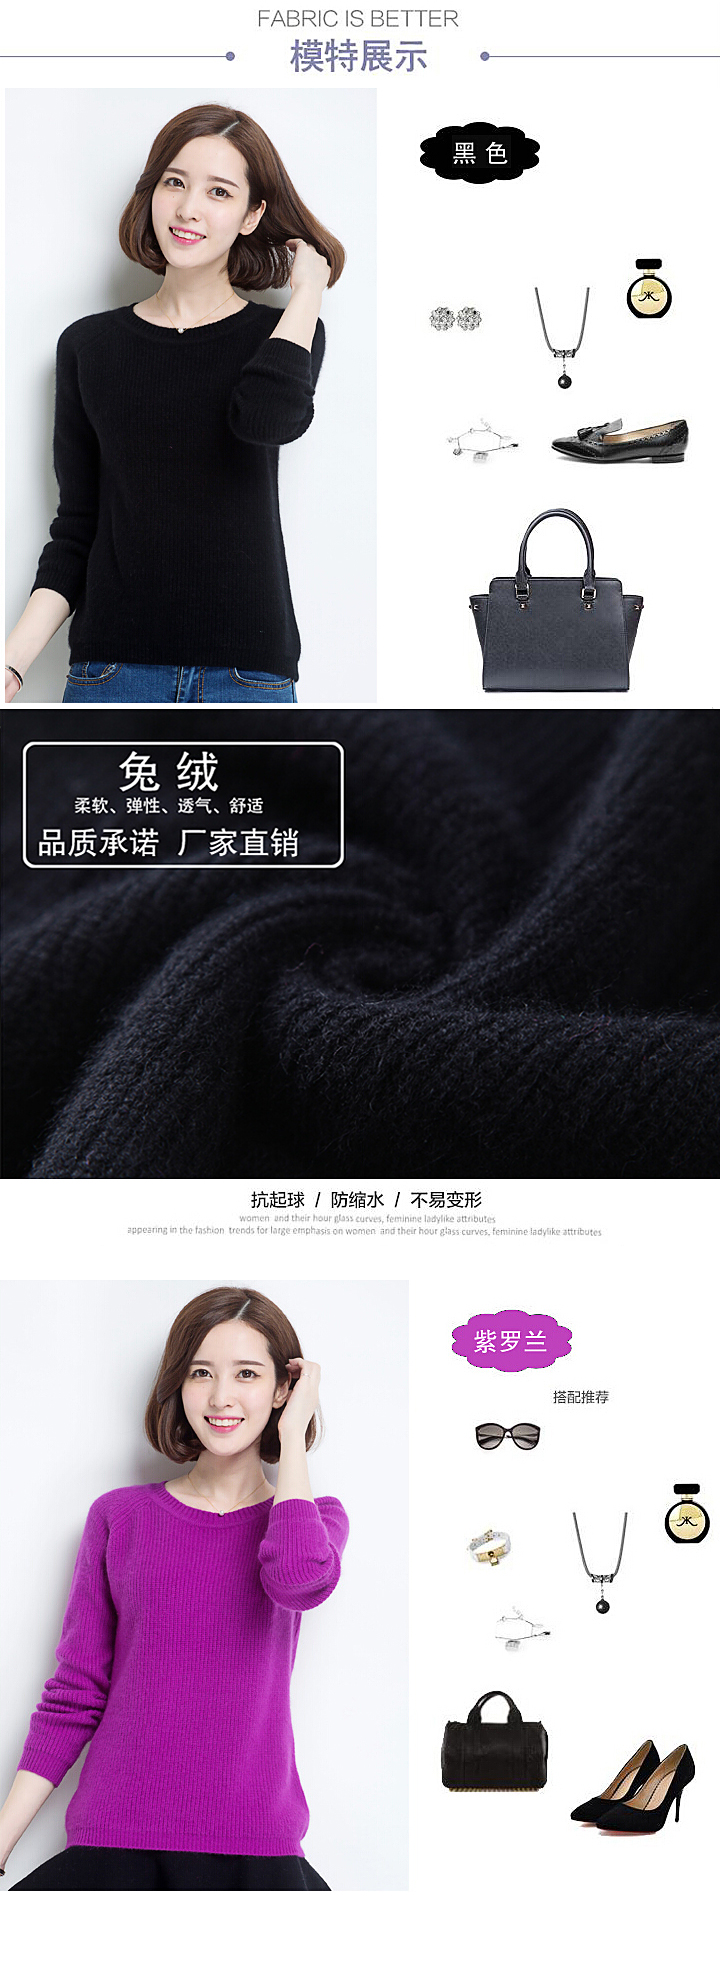 FABRIC IS BETTER
模特展示
黑色
兔绒
柔软、弹性、透气、舒适
品质承诺 厂家直销
抗起球 / 防缩水 / 不易变形
women and their hour glass curves, feminine ladylike attributes
appearing in the fashion trends for large emphasis on women and their hour glass curves, feminine ladylike attributes
紫罗兰
搭配推荐